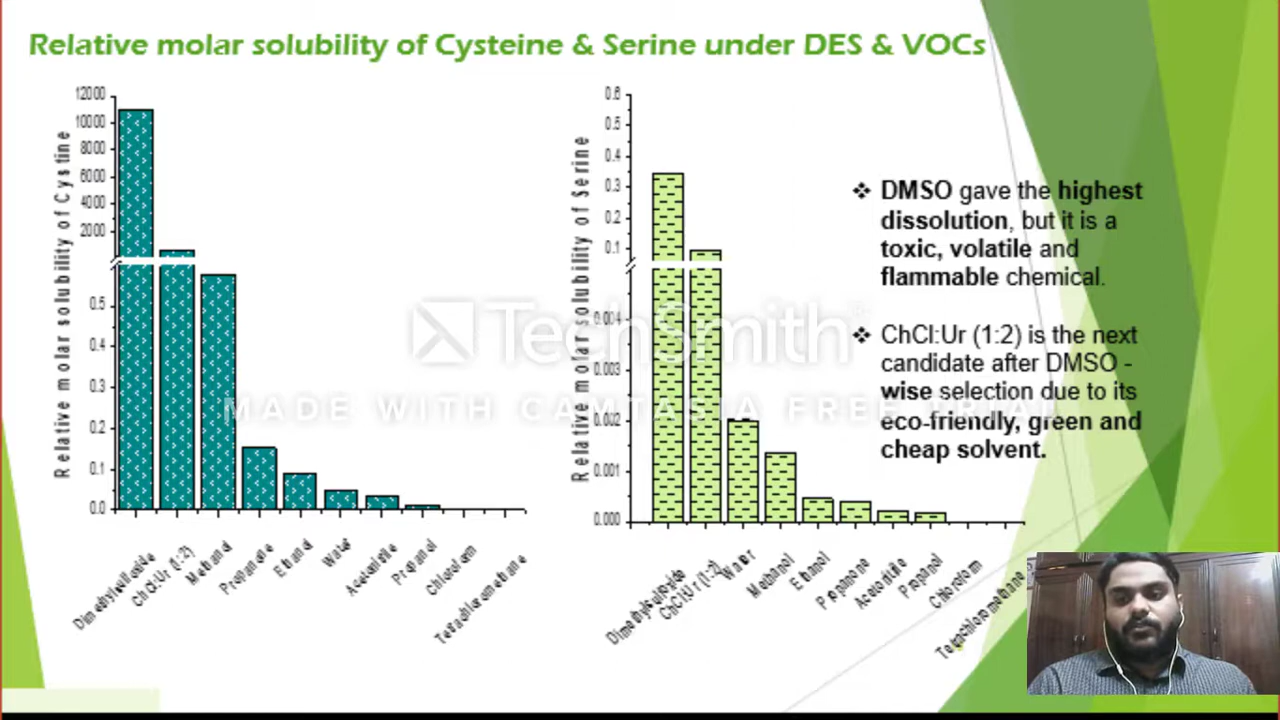 Relative molar solubility of Cysteine & Serine under DES & VOCs
Relative molar solubility of Cystine
12000
10000
8000
6000
4000
2000
0.5
0.4
0.3
0.2
0.1
0.0
Dimethylsulfoxide
ChCl:Ur (1:2)
Methanol
Propanone
Ethanol
Water
Acetonitrile
Propanol
Chloroform
Tetrachloromethane
Relative molar solubility of Serine
0.6
0.5
0.4
0.3
0.2
0.1
0.004
0.003
0.002
0.001
0.000
Dimethylsulfoxide
ChCl:Ur (1:2)
Water
Methanol
Ethanol
Propanone
Acetonitrile
Propanol
Chloroform
Tetrachloromethane
❖ DMSO gave the highest
dissolution, but it is a
toxic, volatile and
flammable chemical.
❖ ChCl:Ur (1:2) is the next
candidate after DMSO -
wise selection due to its
eco-friendly, green and
cheap solvent.
TechSmith
MADE WITH CAMTASIA FREE TRIAL